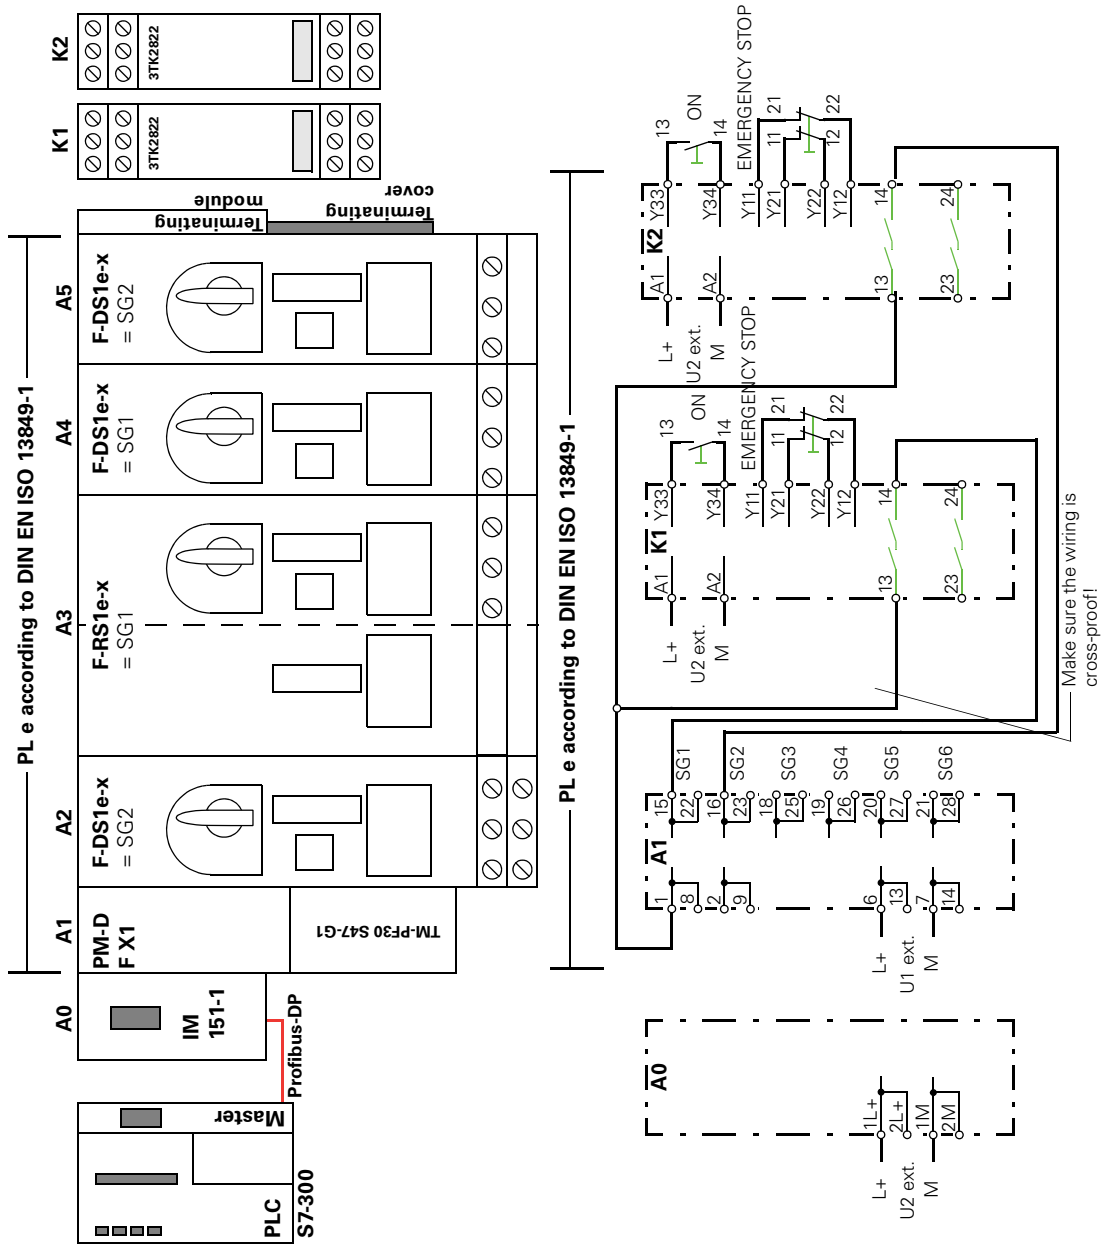 PLC
S7-300
Master
Profibus-DP
A0
IM
151-1
A1
PM-D
F X1
TM-PF30 S47-G1
A2
F-DS1e-x
= SG2
A3
F-RS1e-x
= SG1
A4
F-DS1e-x
= SG1
A5
F-DS1e-x
= SG2
Terminating
module
Terminating
cover
K1
3TK2822
K2
3TK2822
PL e according to DIN EN ISO 13849-1
PL e according to DIN EN ISO 13849-1
A0
1L+
2L+
1M
2M
L+
U2 ext.
M
A1
1
8
2
9
6
13
7
14
L+
U1 ext.
M
15
22
16
23
18
25
19
26
20
27
21
28
SG1
SG2
SG3
SG4
SG5
SG6
K1
A1
A2
L+
U2 ext.
M
Y33
Y34
Y11
Y21
Y22
Y12
13
14
23
24
13
14
ON
EMERGENCY STOP
11
21
12
22
K2
A1
A2
L+
U2 ext.
M
Y33
Y34
Y11
Y21
Y22
Y12
13
14
23
24
13
14
ON
EMERGENCY STOP
11
21
12
22
Make sure the wiring is
cross-proof!